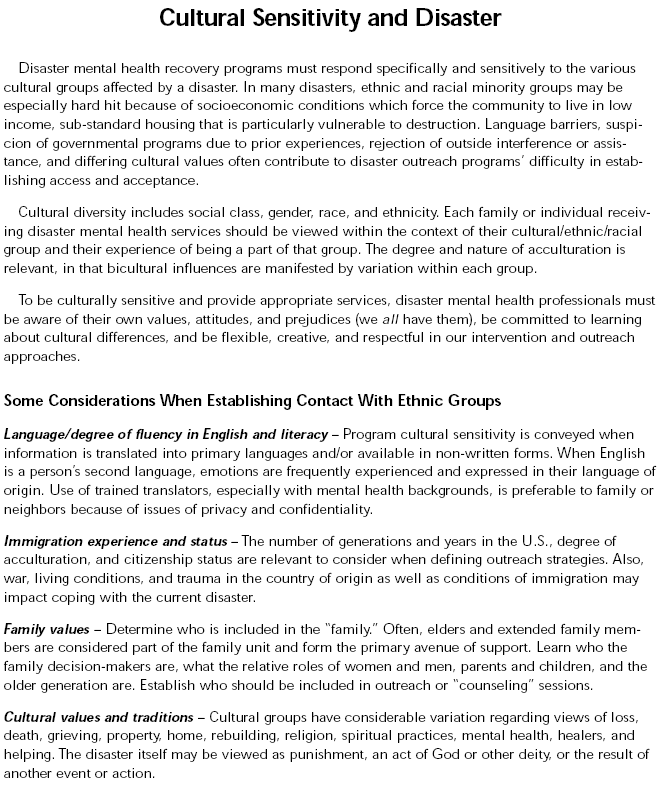 Cultural Sensitivity and Disaster
Disaster mental health recovery programs must respond specifically and sensitively to the various
cultural groups affected by a disaster. In many disasters, ethnic and racial minority groups may be
especially hard hit because of socioeconomic conditions which force the community to live in low
income, sub-standard housing that is particularly vulnerable to destruction. Language barriers, suspi-
cion of governmental programs due to prior experiences, rejection of outside interference or assis-
tance, and differing cultural values often contribute to disaster outreach programs’ difficulty in estab-
lishing access and acceptance.
Cultural diversity includes social class, gender, race, and ethnicity. Each family or individual receiv-
ing disaster mental health services should be viewed within the context of their cultural/ethnic/racial
group and their experience of being a part of that group. The degree and nature of acculturation is
relevant, in that bicultural influences are manifested by variation within each group.
To be culturally sensitive and provide appropriate services, disaster mental health professionals must
be aware of their own values, attitudes, and prejudices (we all have them), be committed to learning
about cultural differences, and be flexible, creative, and respectful in our intervention and outreach
approaches.
Some Considerations When Establishing Contact With Ethnic Groups
Language/degree of fluency in English and literacy – Program cultural sensitivity is conveyed when
information is translated into primary languages and/or available in non-written forms. When English
is a person’s second language, emotions are frequently experienced and expressed in their language of
origin. Use of trained translators, especially with mental health backgrounds, is preferable to family or
neighbors because of issues of privacy and confidentiality.
Immigration experience and status – The number of generations and years in the U.S., degree of
acculturation, and citizenship status are relevant to consider when defining outreach strategies. Also,
war, living conditions, and trauma in the country of origin as well as conditions of immigration may
impact coping with the current disaster.
Family values – Determine who is included in the “family.” Often, elders and extended family mem-
bers are considered part of the family unit and form the primary avenue of support. Learn who the
family decision-makers are, what the relative roles of women and men, parents and children, and the
older generation are. Establish who should be included in outreach or “counseling” sessions.
Cultural values and traditions – Cultural groups have considerable variation regarding views of loss,
death, grieving, property, home, rebuilding, religion, spiritual practices, mental health, healers, and
helping. The disaster itself may be viewed as punishment, an act of God or other deity, or the result of
another event or action.